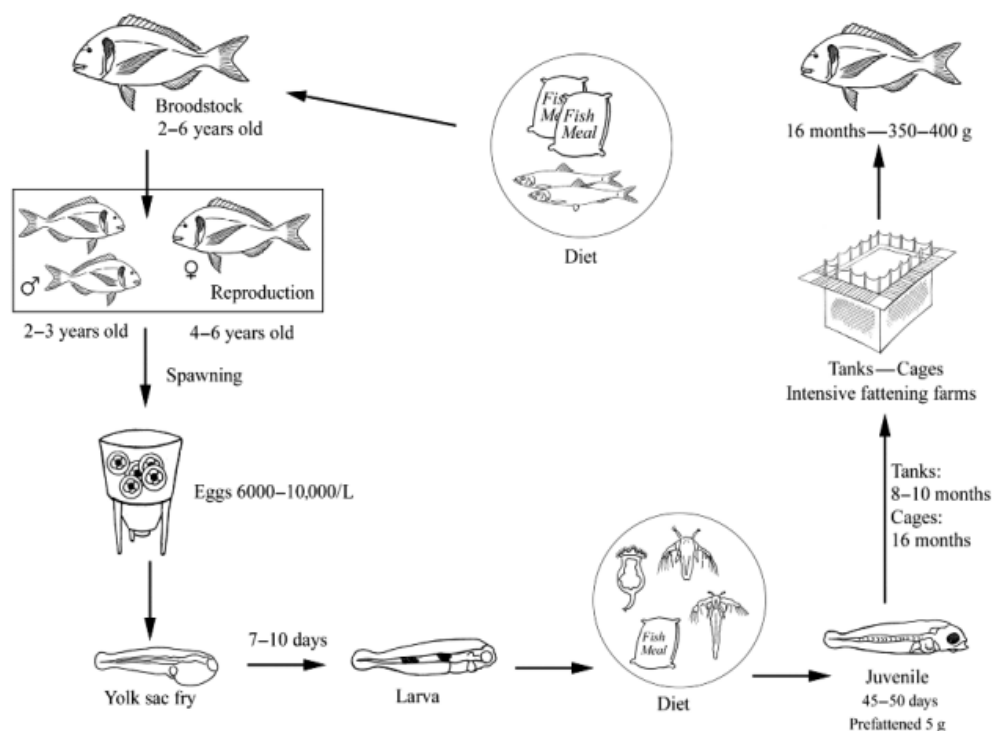 Broodstock
2–6 years old
Fish
Me
Fish
Meal
Diet
16 months—350–400 g
♂
♀
Reproduction
2–3 years old
4–6 years old
Spawning
Tanks—Cages
Intensive fattening farms
Eggs 6000–10,000/L
Tanks:
8–10 months
Cages:
16 months
7–10 days
Yolk sac fry
Larva
Fish
Meal
Diet
Juvenile
45–50 days
Prefattened 5 g